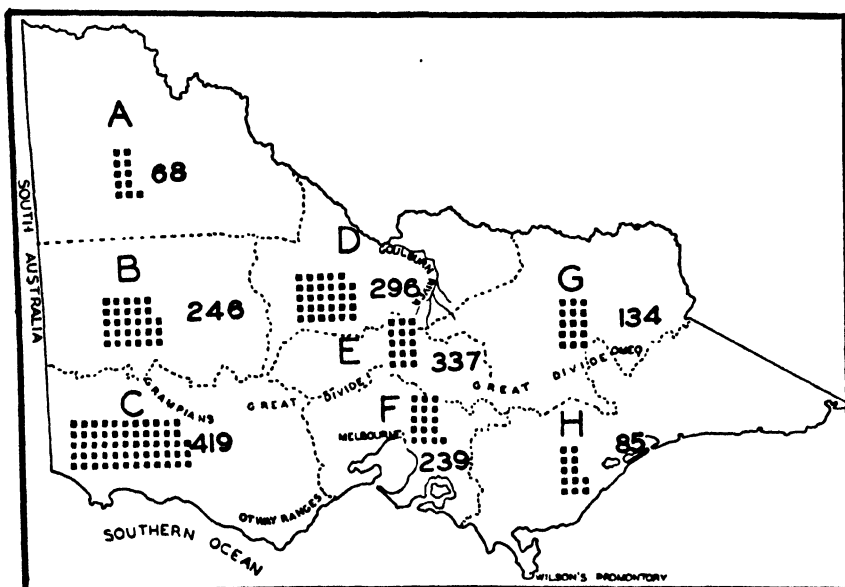 A
68
SOUTH AUSTRALIA
B
246
C
419
GRAMPIANS
GREAT DIVIDE
D
296
GOULBURN RIVER
E
337
F
MELBOURNE
239
G
134
GREAT DIVIDE
OMEO
H
85
OTWAY RANGES
SOUTHERN OCEAN
WILSON'S PROMONTORY